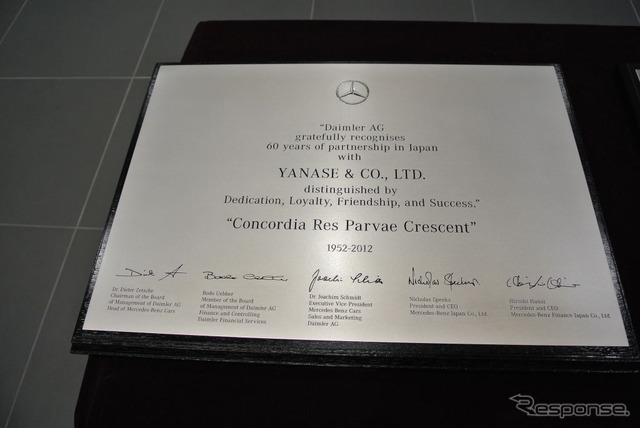 "Daimler AG
gratefully recognises
60 years of partnership in Japan
with
YANASE & CO., LTD.
distinguished by
Dedication, Loyalty, Friendship, and Success."
"Concordia Res Parvae Crescent"
1952-2012
Dr. Dieter Zetsche
Chairman of the Board
of Management of Daimler AG
Head of Mercedes-Benz Cars
Bodo Uebber
Member of the Board
of Management of Daimler AG
Finance and Controlling
Daimler Financial Services
Dr Joachim Schmidt
Executive Vice President
Mercedes-Benz Cars
Sales and Marketing
Daimler AG
Nicholas Speeks
President and CEO
Mercedes-Benz Japan Co., Ltd.
President and CEO
Mercedes-Benz Finance Japan Co., Ltd.
Response.